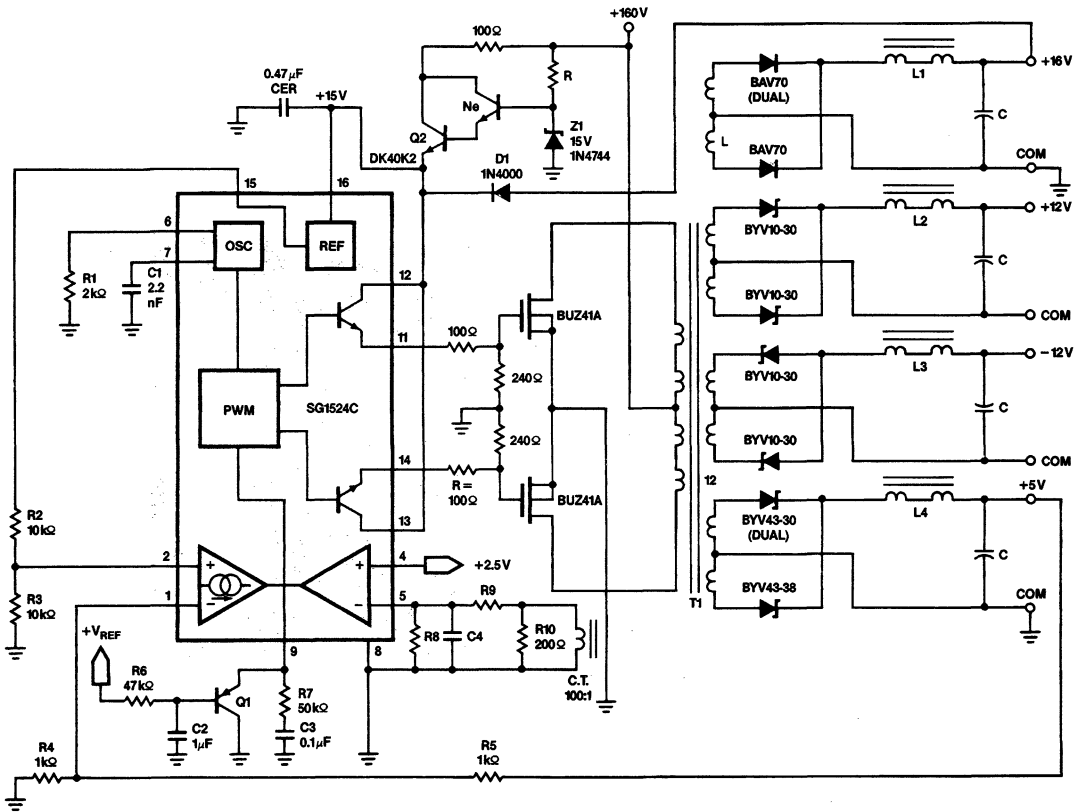 +160V
100Ω
R
0.47μF
CER
+15V
Ne
Q2
DK40K2
Z1
15V
1N4744
D1
1N4000
BAV70
(DUAL)
L
BAV70
L1
+16V
C
COM
15
16
6
7
OSC
REF
R1
2kΩ
C1
2.2
nF
12
11
100Ω
BUZ41A
240Ω
240Ω
PWM
SG1524C
14
13
R =
100Ω
BUZ41A
BYV10-30
BYV10-30
L2
+12V
C
COM
BYV10-30
BYV10-30
L3
-12V
C
COM
12
T1
BYV43-30
(DUAL)
BYV43-38
L4
+5V
C
COM
R2
10kΩ
R3
10kΩ
2
1
+
-
+
-
4
5
+2.5V
R9
R8
C4
R10
200Ω
C.T.
100:1
9
8
+VREF
R6
47kΩ
Q1
C2
1μF
R7
50kΩ
C3
0.1μF
R4
1kΩ
R5
1kΩ